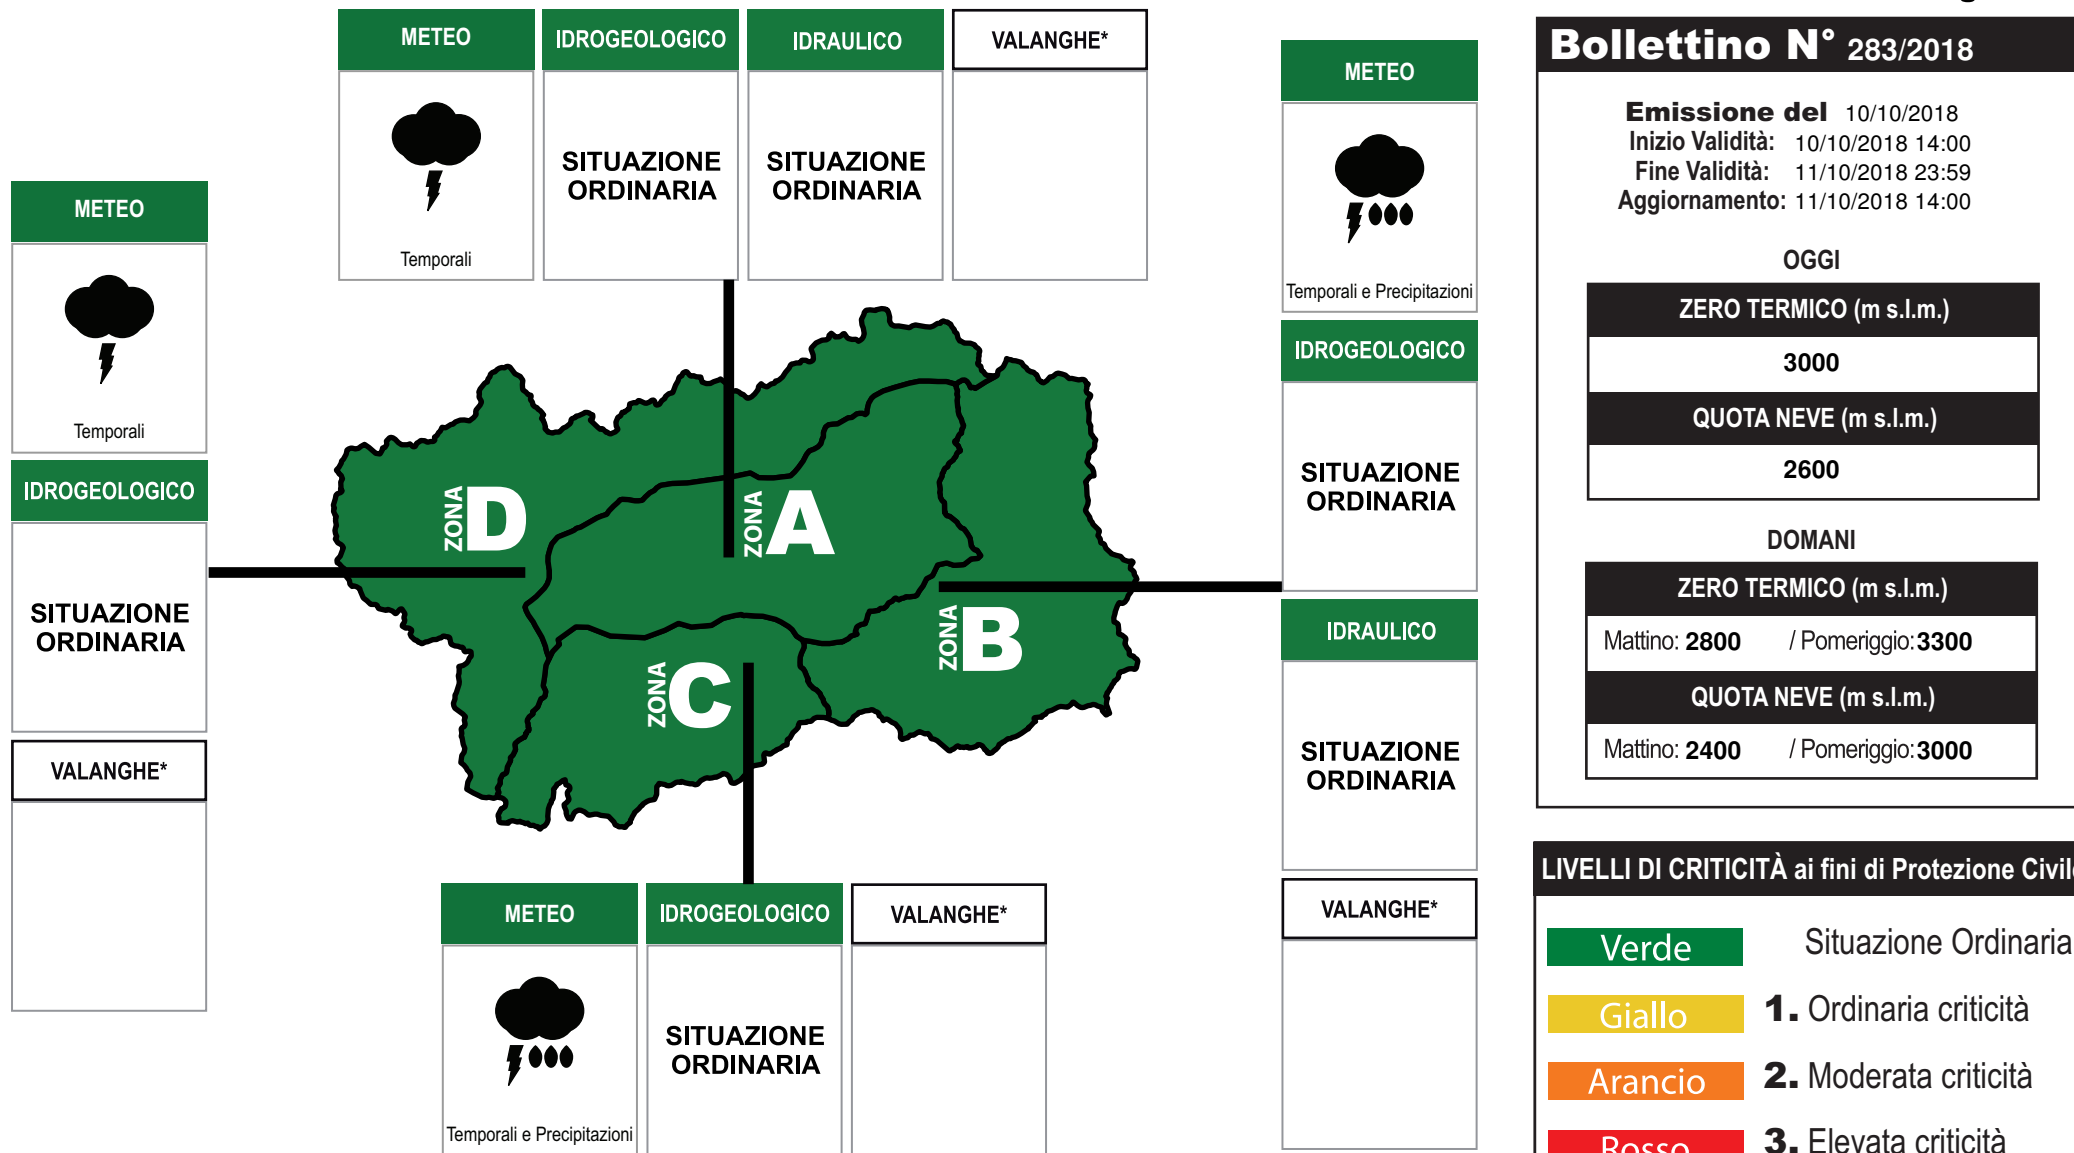 METEO
IDROGEOLOGICO
IDRAULICO
VALANGHE*
SITUAZIONE
ORDINARIA
SITUAZIONE
ORDINARIA
Temporali
METEO
Temporali
IDROGEOLOGICO
SITUAZIONE
ORDINARIA
VALANGHE*
ZONA D
ZONA A
ZONA B
ZONA C
METEO
Temporali e Precipitazioni
IDROGEOLOGICO
SITUAZIONE
ORDINARIA
IDRAULICO
SITUAZIONE
ORDINARIA
VALANGHE*
METEO
IDROGEOLOGICO
VALANGHE*
SITUAZIONE
ORDINARIA
Temporali e Precipitazioni
Bollettino N° 283/2018
Emissione del 10/10/2018
Inizio Validità: 10/10/2018 14:00
Fine Validità: 11/10/2018 23:59
Aggiornamento: 11/10/2018 14:00
OGGI
ZERO TERMICO (m s.l.m.)
3000
QUOTA NEVE (m s.l.m.)
2600
DOMANI
ZERO TERMICO (m s.l.m.)
Mattino: 2800 / Pomeriggio: 3300
QUOTA NEVE (m s.l.m.)
Mattino: 2400 / Pomeriggio: 3000
LIVELLI DI CRITICITÀ ai fini di Protezione Civile
Verde Situazione Ordinaria
Giallo 1. Ordinaria criticità
Arancio 2. Moderata criticità
Rosso 3. Elevata criticità